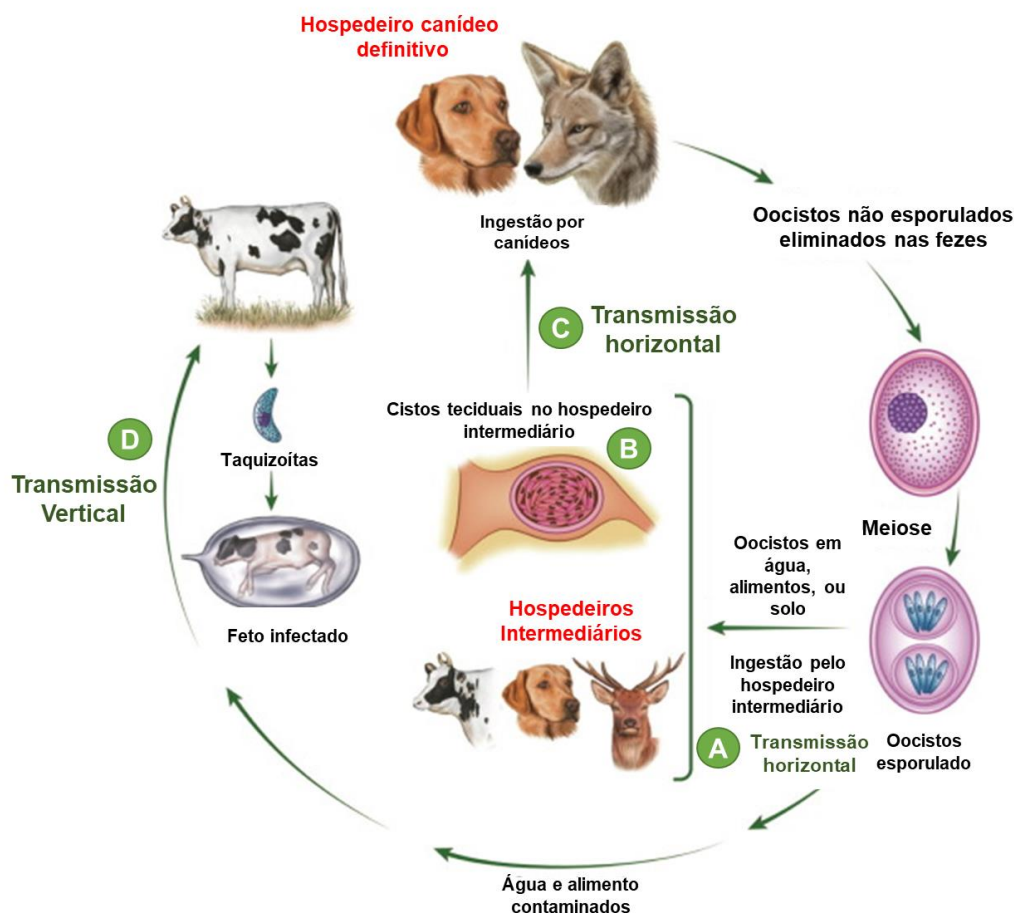 Hospedeiro canídeo
definitivo
Ingestão por
canídeos
Oocistos não esporulados
eliminados nas fezes
C
Transmissão
horizontal
Cistos teciduais no hospedeiro
intermediário
B
D
Transmissão
Vertical
Taquizoítas
Feto infectado
Meiose
Oocistos em
água,
alimentos, ou
solo
Hospedeiros
Intermediários
Ingestão pelo
hospedeiro
intermediário
A
Transmissão
horizontal
Oocistos
esporulado
Água e alimento
contaminados